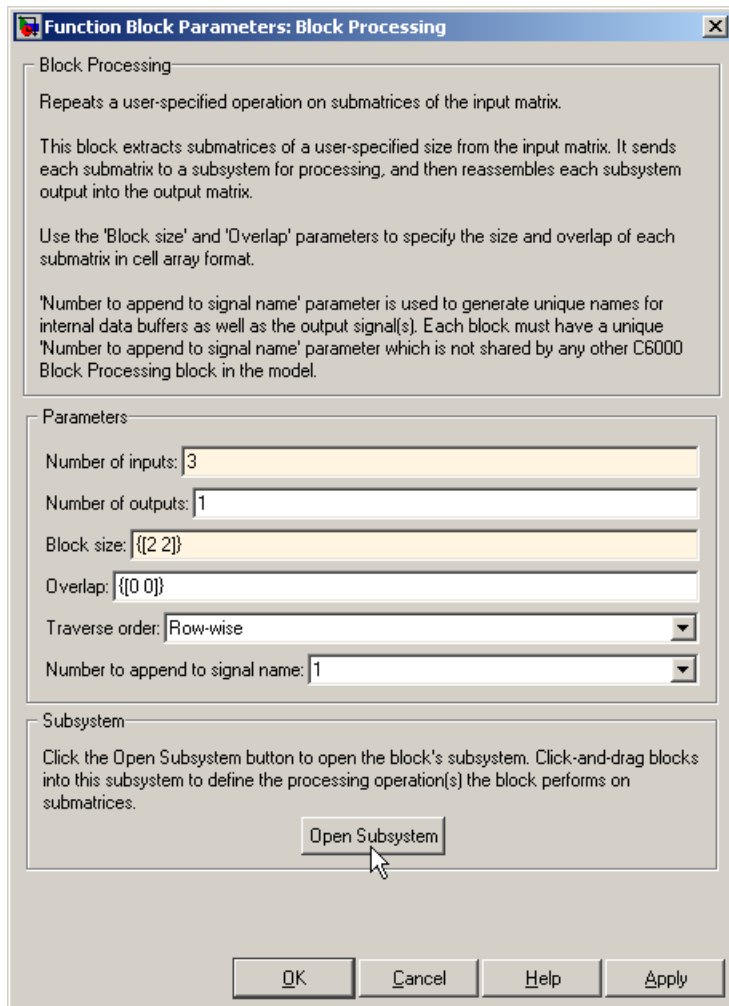 Function Block Parameters: Block Processing
Block Processing
Repeats a user-specified operation on submatrices of the input matrix.
This block extracts submatrices of a user-specified size from the input matrix. It sends
each submatrix to a subsystem for processing, and then reassembles each subsystem
output into the output matrix.
Use the 'Block size' and 'Overlap' parameters to specify the size and overlap of each
submatrix in cell array format.
'Number to append to signal name' parameter is used to generate unique names for
internal data buffers as well as the output signal(s). Each block must have a unique
'Number to append to signal name' parameter which is not shared by any other C6000
Block Processing block in the model.
Parameters
Number of inputs: 3
Number of outputs: 1
Block size: {[2 2]}
Overlap: {[0 0]}
Traverse order: Row-wise
Number to append to signal name: 1
Subsystem
Click the Open Subsystem button to open the block's subsystem. Click-and-drag blocks
into this subsystem to define the processing operation(s) the block performs on
submatrices.
Open Subsystem
OK Cancel Help Apply